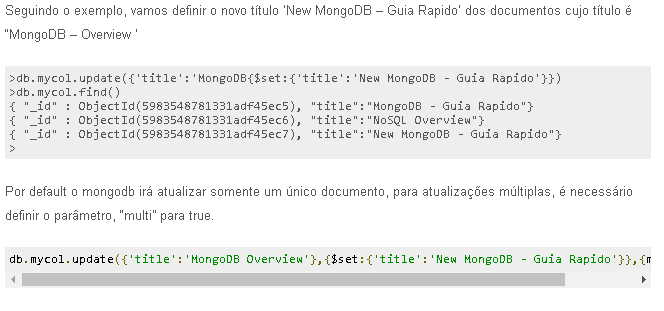 Seguindo o exemplo, vamos definir o novo título 'New MongoDB – Guia Rapido' dos documentos cujo título é
"MongoDB – Overview '
>db.mycol.update({'title':'MongoDB{$set:{'title':'New MongoDB - Guia Rapido'}})
>db.mycol.find()
{ "_id" : ObjectId(5983548781331adf45ec5), "title":"MongoDB - Guia Rapido"}
{ "_id" : ObjectId(5983548781331adf45ec6), "title":"NoSQL Overview"}
{ "_id" : ObjectId(5983548781331adf45ec7), "title":"New MongoDB - Guia Rapido"}
>
Por default o mongodb irá atualizar somente um único documento, para atualizações múltiplas, é necessário
definir o parâmetro, "multi" para true.
db.mycol.update({'title':'MongoDB Overview'},{$set:{'title':'New MongoDB - Guia Rapido'}},{m